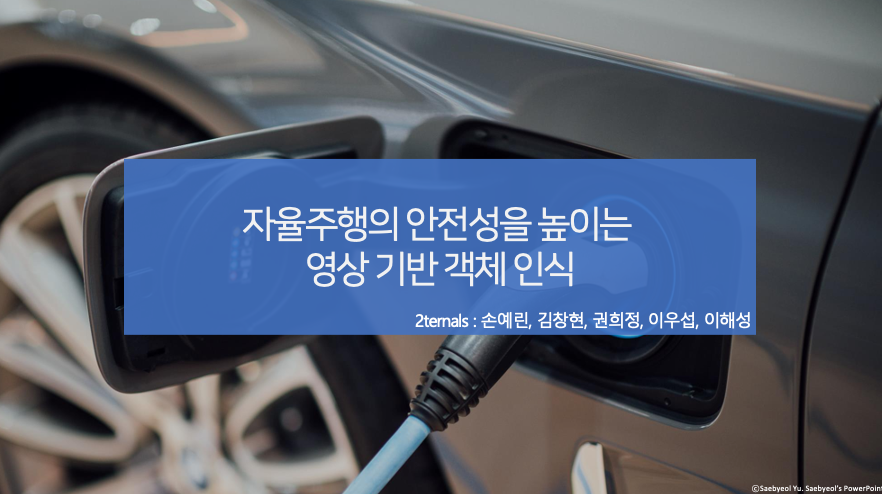 자율주행의 안전성을 높이는
영상 기반 객체 인식
2ternals : 손예린, 김창현, 권희정, 이우섭, 이해성
ⓒSaebyeol Yu. Saebyeol's PowerPoint